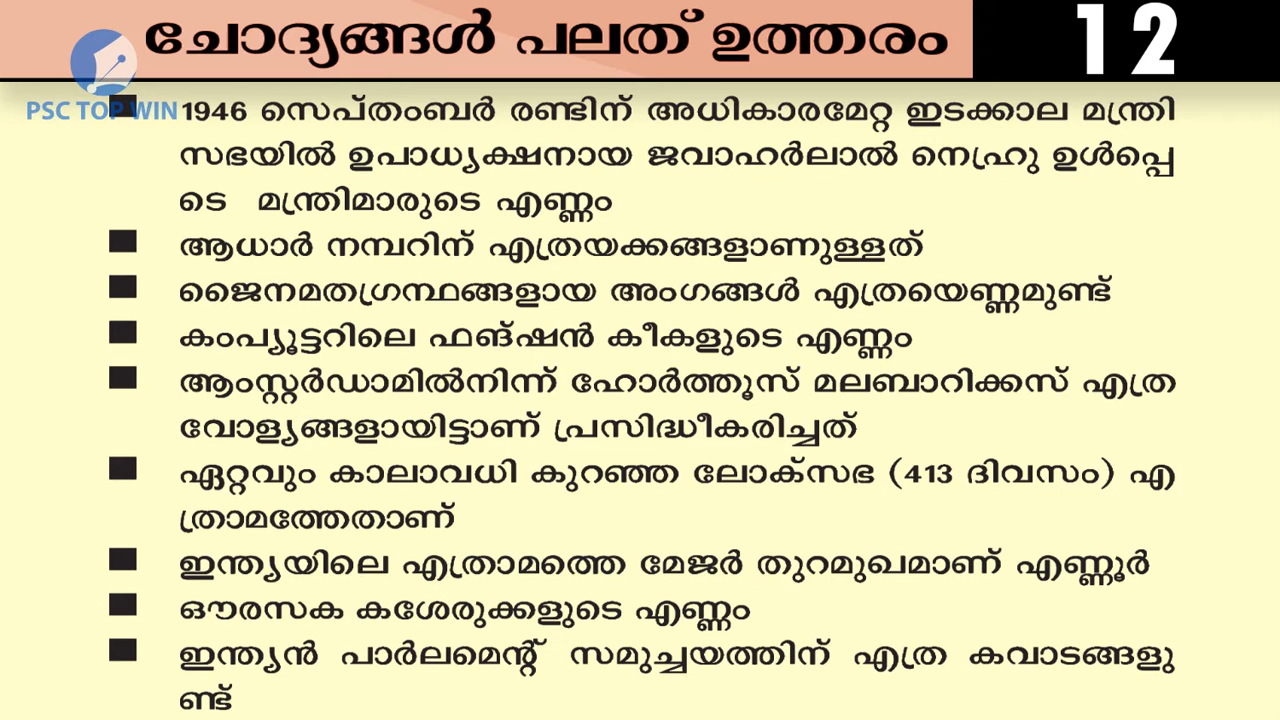 ചോദ്യങ്ങൾ പലത് ഉത്തരം 12
PSC TOP WIN
1946 സെപ്തംബർ രണ്ടിന് അധികാരമേറ്റ ഇടക്കാല മന്ത്രി
സഭയിൽ ഉപാധ്യക്ഷനായ ജവാഹർലാൽ നെഹ്രു ഉൾപ്പെ
ടെ മന്ത്രിമാരുടെ എണ്ണം
ആധാർ നമ്പറിന് എത്രയക്കങ്ങളാണുള്ളത്
ജൈനമതഗ്രന്ഥങ്ങളായ അംഗങ്ങൾ എത്രയെണ്ണമുണ്ട്
കംപ്യൂട്ടറിലെ ഫങ്ഷൻ കീകളുടെ എണ്ണം
ആംസ്റ്റർഡാമിൽനിന്ന് ഹോർത്തൂസ് മലബാറിക്കസ് എത്ര
വോള്യങ്ങളായിട്ടാണ് പ്രസിദ്ധീകരിച്ചത്
ഏറ്റവും കാലാവധി കുറഞ്ഞ ലോക്സഭ (413 ദിവസം) എ
ത്രാമത്തേതാണ്
ഇന്ത്യയിലെ എത്രാമത്തെ മേജർ തുറമുഖമാണ് എണ്ണൂർ
ഔരസക കശേരുക്കളുടെ എണ്ണം
ഇന്ത്യൻ പാർലമെന്റ് സമുച്ചയത്തിന് എത്ര കവാടങ്ങളു
ണ്ട്